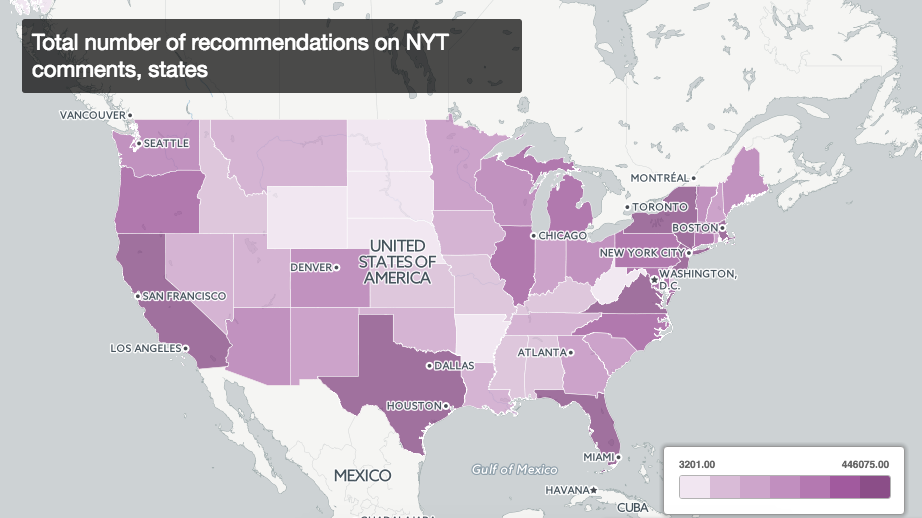 Total number of recommendations on NYT
comments, states
VANCOUVER
SEATTLE
MONTRÉAL
TORONTO
BOSTON
CHICAGO
NEW YORK CITY
UNITED
STATES OF
AMERICA
DENVER
WASHINGTON,
D.C.
SAN FRANCISCO
LOS ANGELES
ATLANTA
DALLAS
HOUSTON
MIAMI
Gulf of Mexico
MEXICO
HAVANA
CUBA
3201.00
446075.00